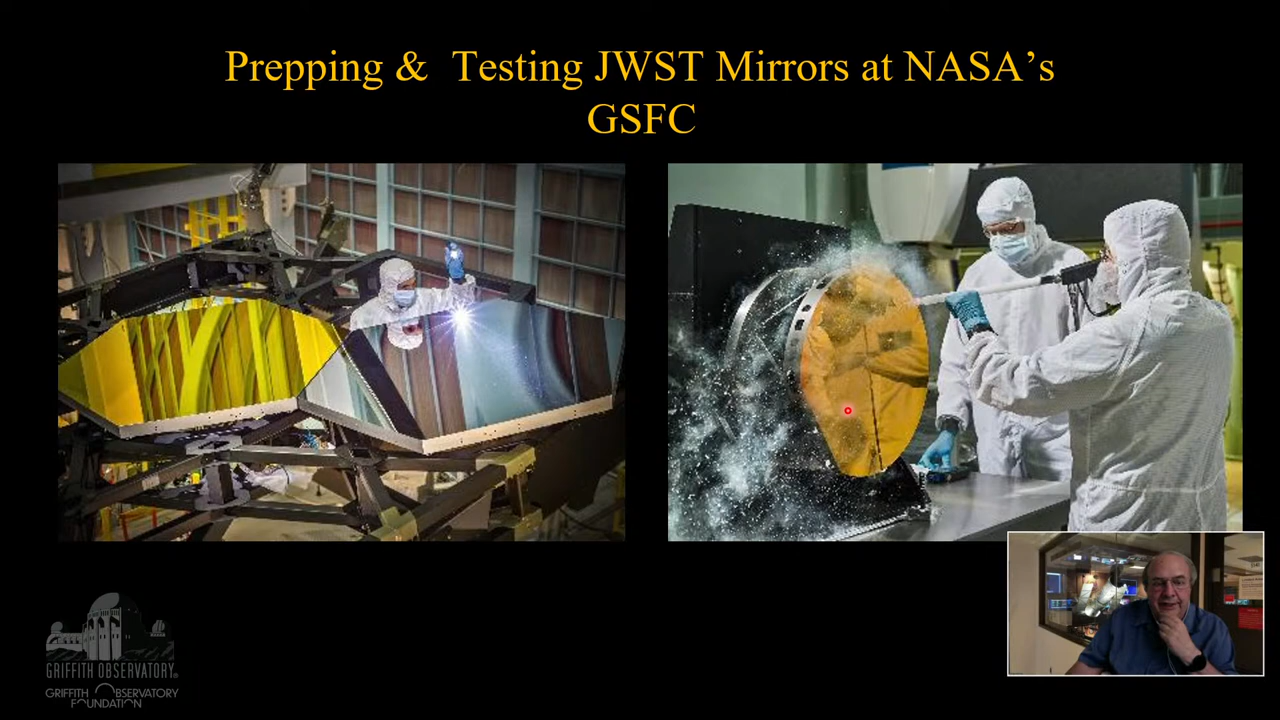 Prepping &  Testing JWST Mirrors at NASA's
GSFC
GRIFFITH OBSERVATORY
GRIFFITH OBSERVATORY
FOUNDATION